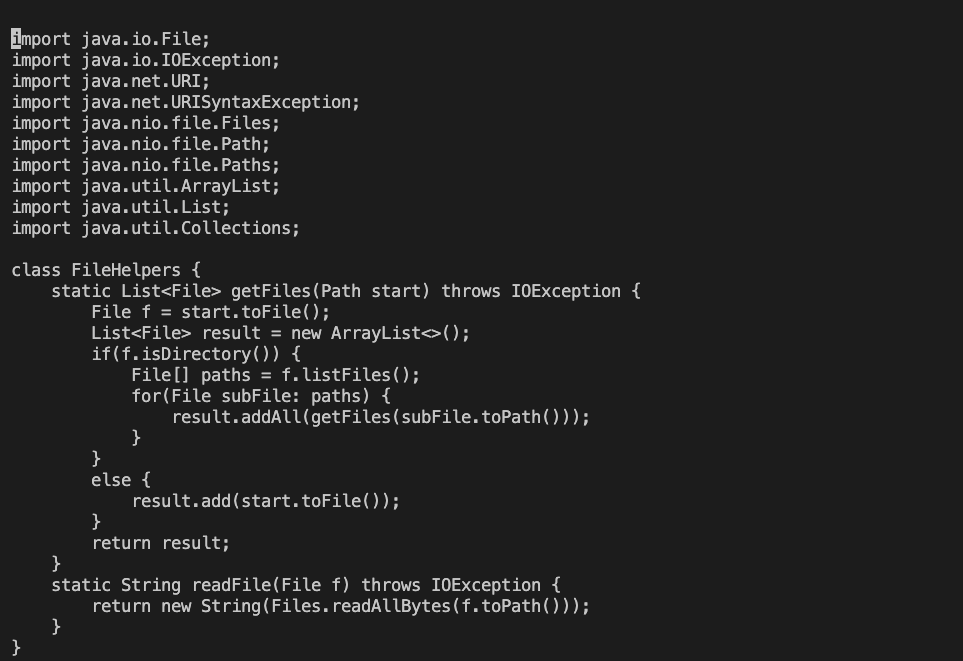 import java.io.File;
import java.io.IOException;
import java.net.URI;
import java.net.URISyntaxException;
import java.nio.file.Files;
import java.nio.file.Path;
import java.nio.file.Paths;
import java.util.ArrayList;
import java.util.List;
import java.util.Collections;

class FileHelpers {
    static List<File> getFiles(Path start) throws IOException {
        File f = start.toFile();
        List<File> result = new ArrayList<>();
        if(f.isDirectory()) {
            File[] paths = f.listFiles();
            for(File subFile: paths) {
                result.addAll(getFiles(subFile.toPath()));
            }
        }
        else {
            result.add(start.toFile());
        }
        return result;
    }
    static String readFile(File f) throws IOException {
        return new String(Files.readAllBytes(f.toPath()));
    }
}